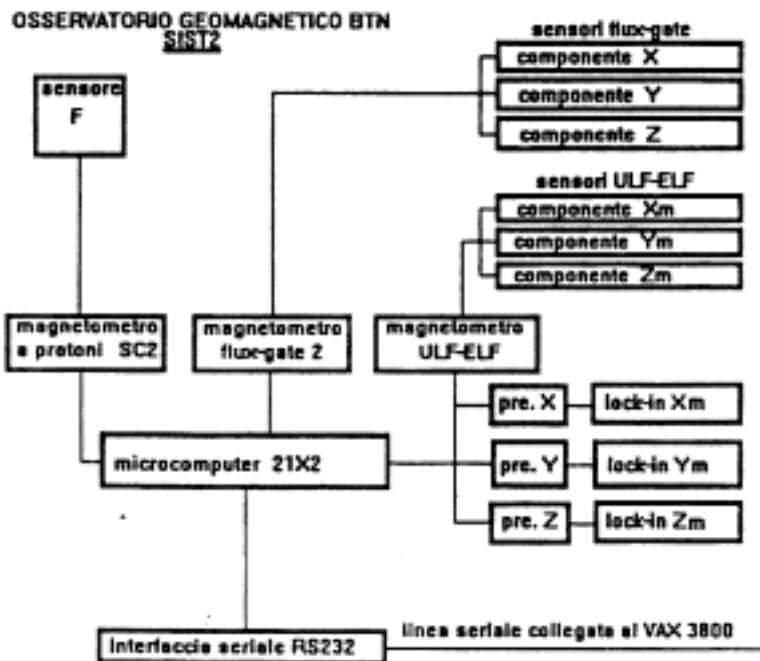 OSSERVATORIO GEOMAGNETICO BTN
SIST2
sensore
F
sensori flux-gate
componente X
componente Y
componente Z
sensori ULF-ELF
componente Xm
componente Ym
componente Zm
magnetometro
a protoni SC2
magnetometro
flux-gate 2
magnetometro
ULF-ELF
pre. X
lock-in Xm
microcomputer 21X2
pre. Y
lock-in Ym
pre. Z
lock-in Zm
Interfaccia seriale RS232
linea seriale collegata al VAX 3800